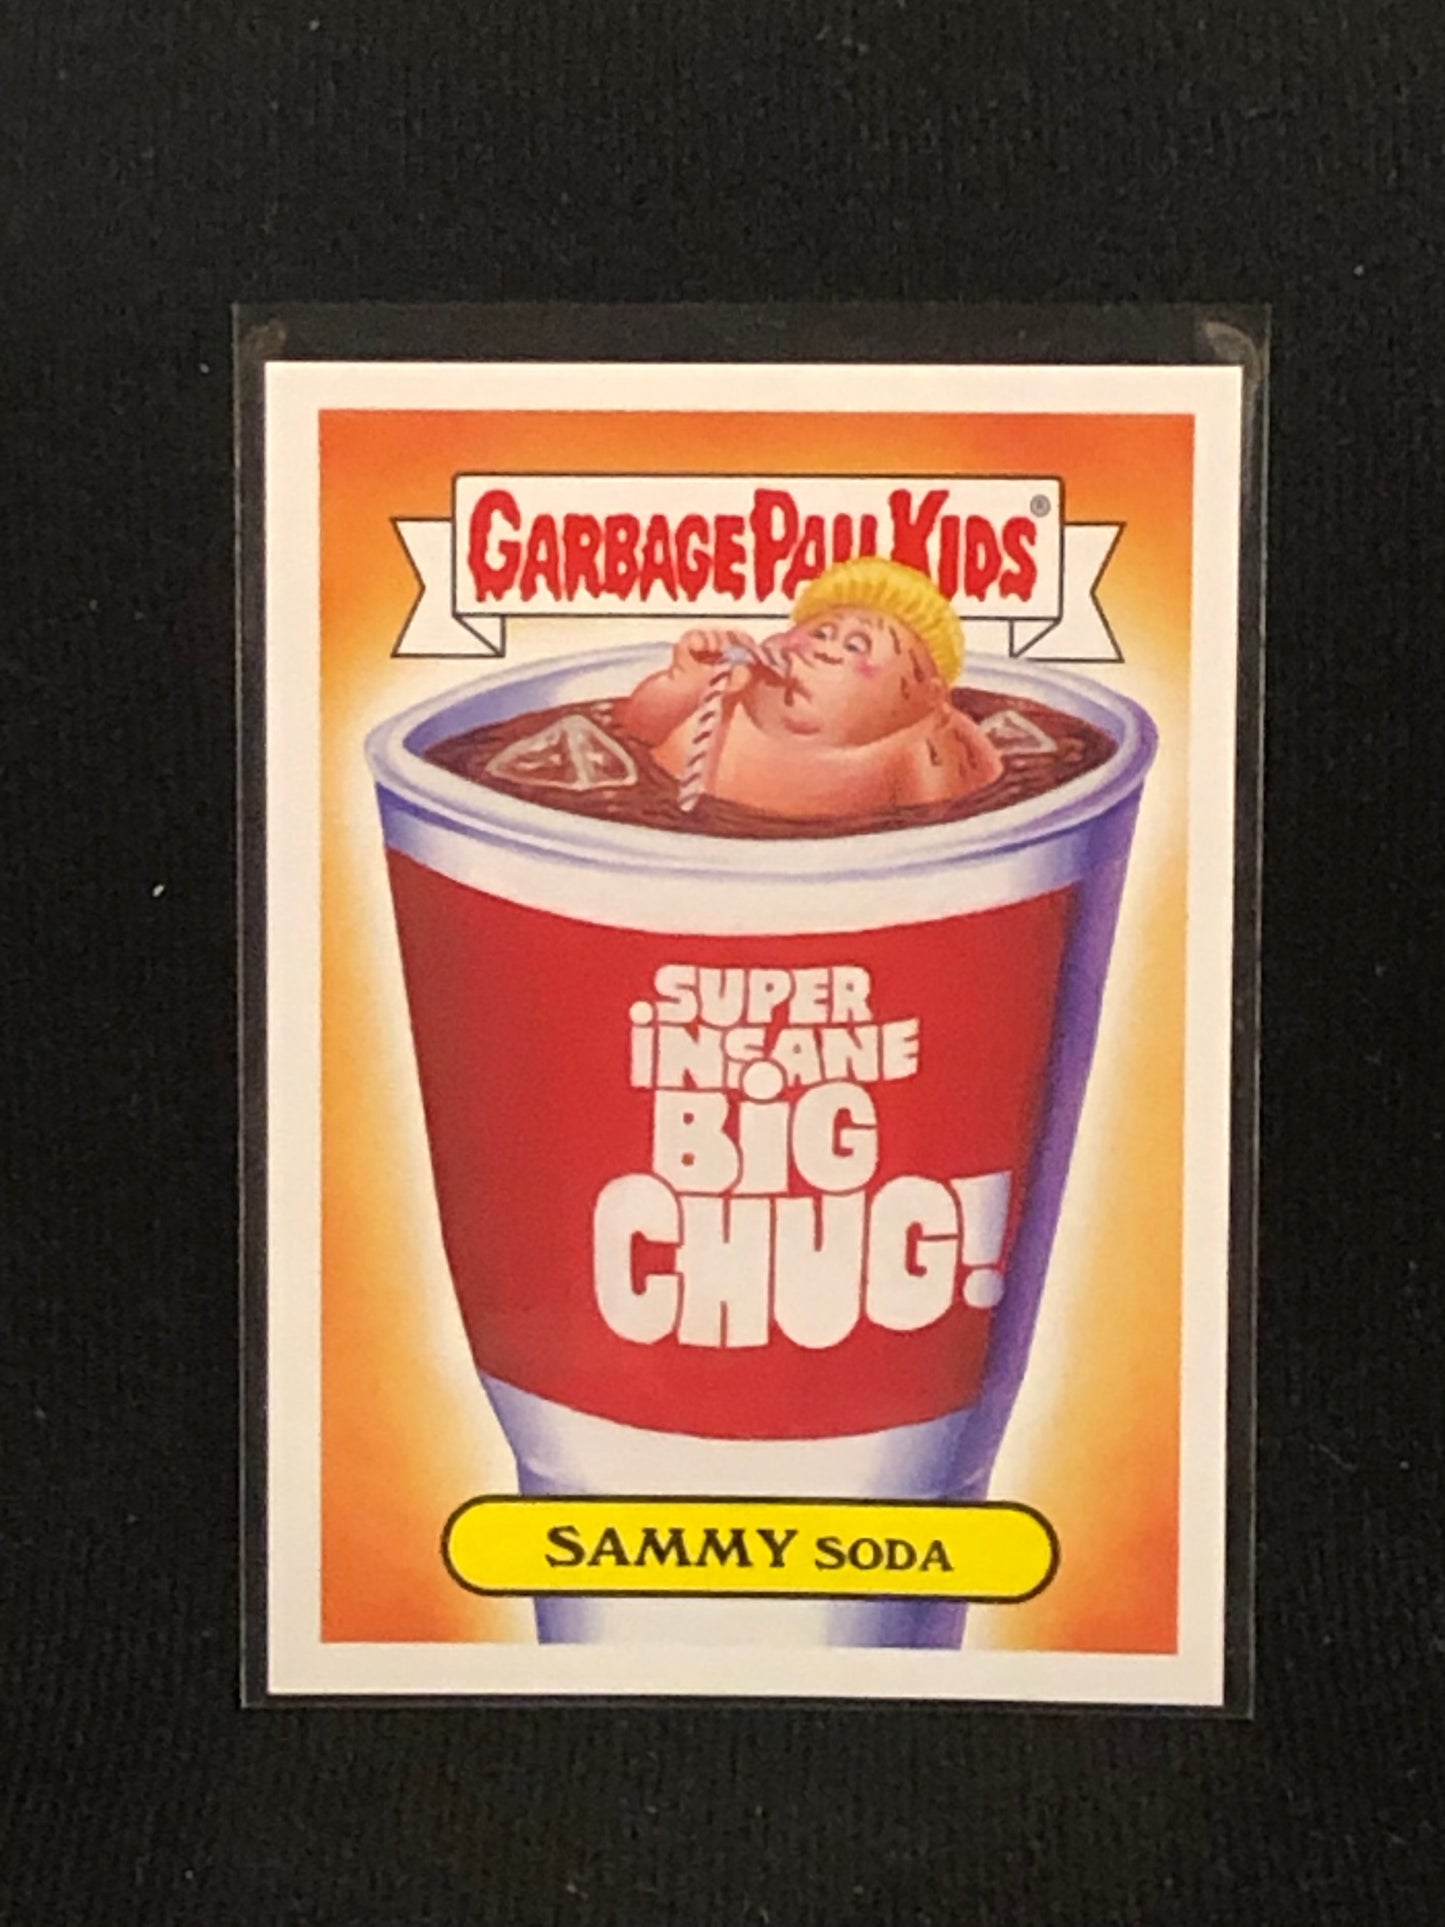 GARBAGE PAIL KIDS®
SUPER
iNSANE
BiG
CHUG!
SAMMY SODA